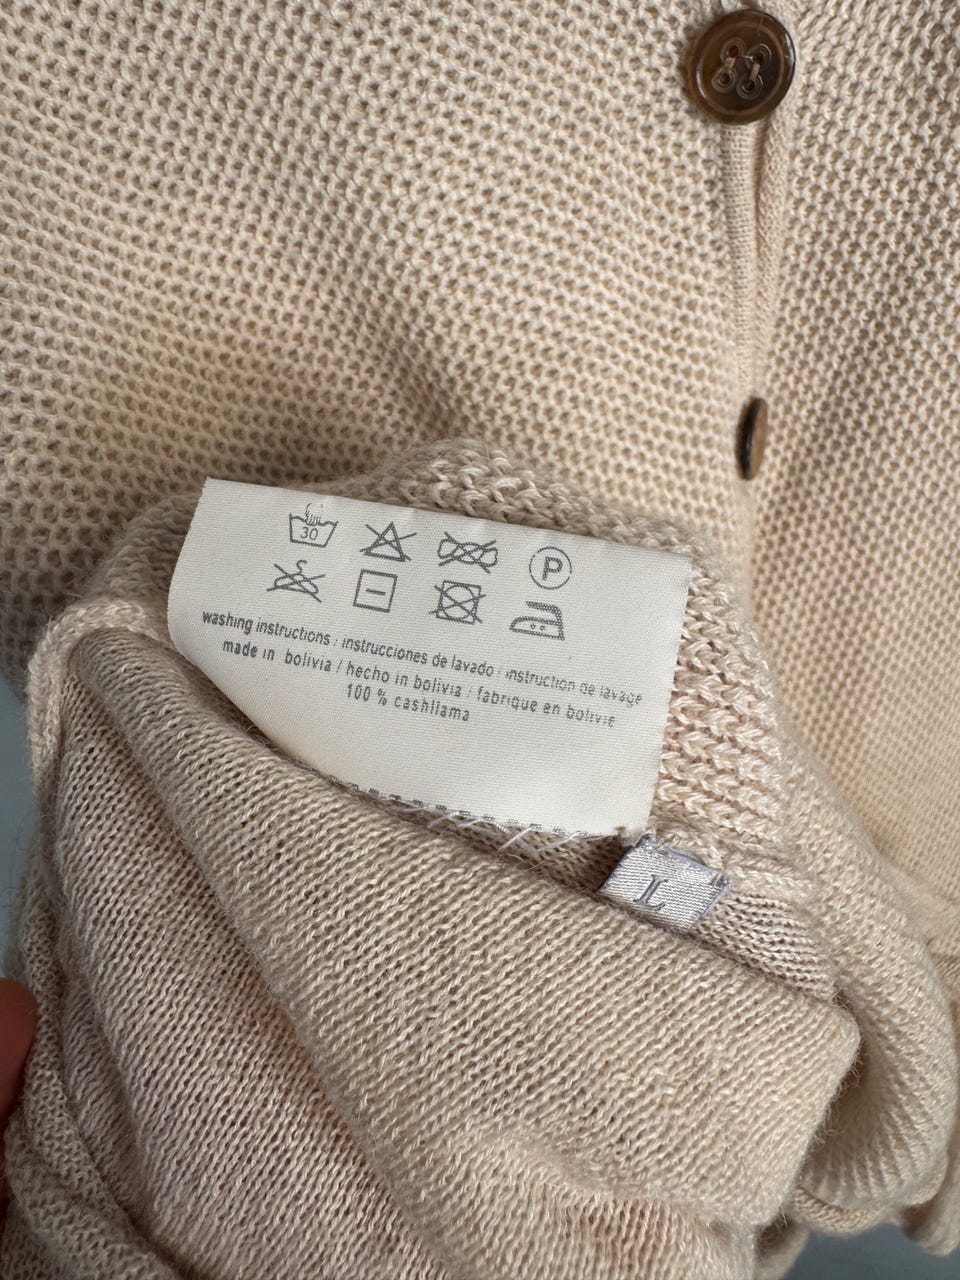 30
P
washing instructions / instrucciones de lavado / instruction de lavage
made in bolivia / hecho in bolivia / fabrique en bolivie
100 % cashllama
L